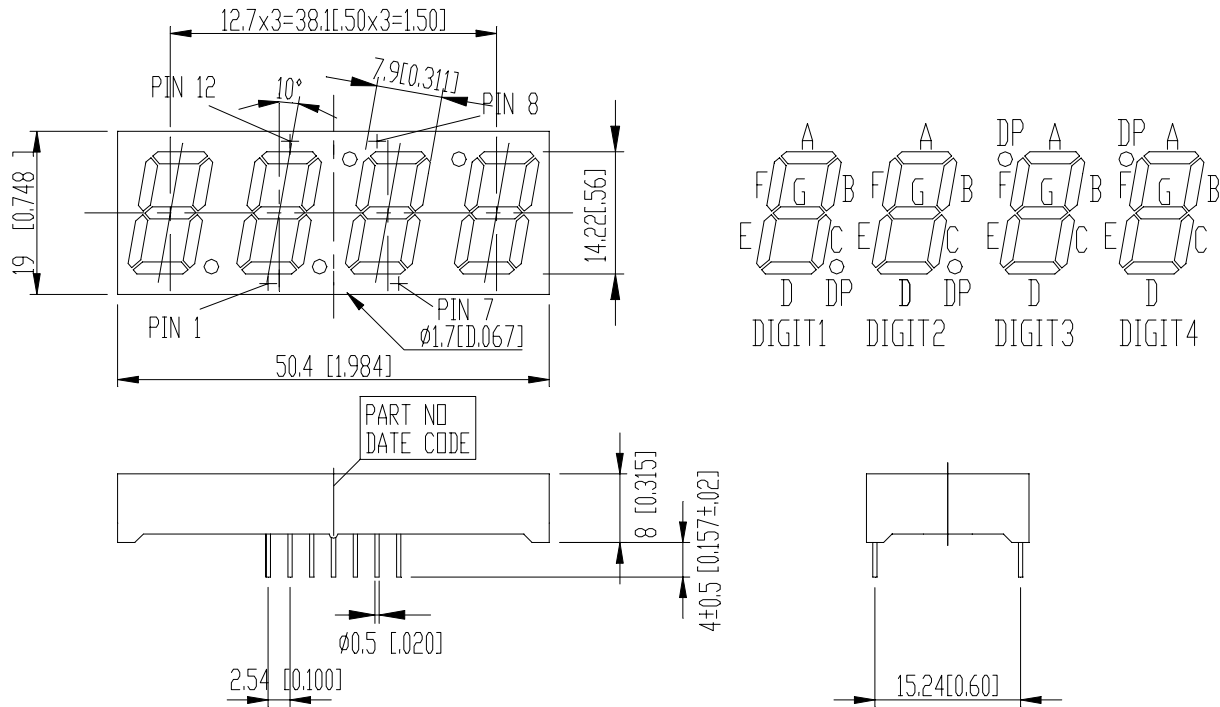 12.7x3=38.1[.50x3=1.50]
7.9[0.311]
10°
PIN 12
PIN 8
19 [0.748]
14.22[.56]
PIN 1
PIN 7
ø1.7[0.067]
50.4 [1.984]
A
F G B
E C
D DP
DIGIT1
A
F G B
E C
D DP
DIGIT2
DP A
F G B
E C
D
DIGIT3
DP A
F G B
E C
D
DIGIT4
PART NO
DATE CODE
8 [0.315]
4±0.5 [0.157±.02]
ø0.5 [.020]
2.54 [0.100]
15.24[0.60]